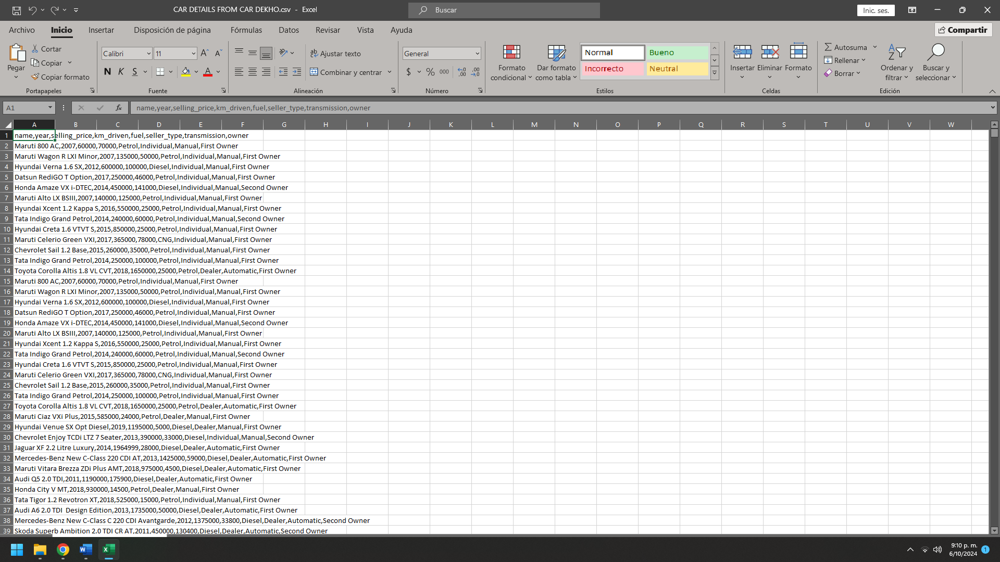 CAR DETAILS FROM CAR DEKHO.csv - Excel
Buscar
Inic. ses.
Archivo Inicio Insertar Disposición de página Fórmulas Datos Revisar Vista Ayuda
Compartir
Pegar
Cortar
Copiar
Copiar formato
Portapapeles
Calibri 11
N K S
Fuente
Ajustar texto
Combinar y centrar
Alineación
General
$ % 000
Número
Formato condicional
Dar formato como tabla
Normal Bueno
Incorrecto Neutral
Estilos
Insertar Eliminar Formato
Celdas
Autosuma
Rellenar
Borrar
Ordenar y filtrar
Buscar y seleccionar
Edición
A1
fx
name,year,selling_price,km_driven,fuel,seller_type,transmission,owner
A B C D E F G H I J K L M N O P Q R S T U V W
1 name,year,selling_price,km_driven,fuel,seller_type,transmission,owner
2 Maruti 800 AC,2007,60000,70000,Petrol,Individual,Manual,First Owner
3 Maruti Wagon R LXI Minor,2007,135000,50000,Petrol,Individual,Manual,First Owner
4 Hyundai Verna 1.6 SX,2012,600000,100000,Diesel,Individual,Manual,First Owner
5 Datsun RediGO T Option,2017,250000,46000,Petrol,Individual,Manual,First Owner
6 Honda Amaze VX i-DTEC,2014,450000,141000,Diesel,Individual,Manual,Second Owner
7 Maruti Alto LX BSIII,2007,140000,125000,Petrol,Individual,Manual,First Owner
8 Hyundai Xcent 1.2 Kappa S,2016,550000,25000,Petrol,Individual,Manual,First Owner
9 Tata Indigo Grand Petrol,2014,240000,60000,Petrol,Individual,Manual,Second Owner
10 Hyundai Creta 1.6 VTVT S,2015,850000,25000,Petrol,Individual,Manual,First Owner
11 Maruti Celerio Green VXI,2017,365000,78000,CNG,Individual,Manual,First Owner
12 Chevrolet Sail 1.2 Base,2015,260000,35000,Petrol,Individual,Manual,First Owner
13 Tata Indigo Grand Petrol,2014,250000,100000,Petrol,Individual,Manual,First Owner
14 Toyota Corolla Altis 1.8 VL CVT,2018,1650000,25000,Petrol,Dealer,Automatic,First Owner
15 Maruti 800 AC,2007,60000,70000,Petrol,Individual,Manual,First Owner
16 Maruti Wagon R LXI Minor,2007,135000,50000,Petrol,Individual,Manual,First Owner
17 Hyundai Verna 1.6 SX,2012,600000,100000,Diesel,Individual,Manual,First Owner
18 Datsun RediGO T Option,2017,250000,46000,Petrol,Individual,Manual,First Owner
19 Honda Amaze VX i-DTEC,2014,450000,141000,Diesel,Individual,Manual,Second Owner
20 Maruti Alto LX BSIII,2007,140000,125000,Petrol,Individual,Manual,First Owner
21 Hyundai Xcent 1.2 Kappa S,2016,550000,25000,Petrol,Individual,Manual,First Owner
22 Tata Indigo Grand Petrol,2014,240000,60000,Petrol,Individual,Manual,Second Owner
23 Hyundai Creta 1.6 VTVT S,2015,850000,25000,Petrol,Individual,Manual,First Owner
24 Maruti Celerio Green VXI,2017,365000,78000,CNG,Individual,Manual,First Owner
25 Chevrolet Sail 1.2 Base,2015,260000,35000,Petrol,Individual,Manual,First Owner
26 Tata Indigo Grand Petrol,2014,250000,100000,Petrol,Individual,Manual,First Owner
27 Toyota Corolla Altis 1.8 VL CVT,2018,1650000,25000,Petrol,Dealer,Automatic,First Owner
28 Maruti Ciaz VXi Plus,2015,585000,24000,Petrol,Dealer,Manual,First Owner
29 Hyundai Venue SX Opt Diesel,2019,1195000,5000,Diesel,Dealer,Manual,First Owner
30 Chevrolet Enjoy TCDi LTZ 7 Seater,2013,390000,33000,Diesel,Individual,Manual,Second Owner
31 Jaguar XF 2.2 Litre Luxury,2014,1964999,28000,Diesel,Dealer,Automatic,First Owner
32 Mercedes-Benz New C-Class 220 CDI AT,2013,1425000,59000,Diesel,Dealer,Automatic,First Owner
33 Maruti Vitara Brezza ZDi Plus AMT,2018,975000,4500,Diesel,Dealer,Automatic,First Owner
34 Audi Q5 2.0 TDI,2011,1190000,175900,Diesel,Dealer,Automatic,First Owner
35 Honda City V MT,2018,930000,14500,Petrol,Dealer,Manual,First Owner
36 Tata Tigor 1.2 Revotron XT,2018,525000,15000,Petrol,Individual,Manual,First Owner
37 Audi A6 2.0 TDI  Design Edition,2013,1735000,50000,Diesel,Dealer,Automatic,First Owner
38 Mercedes-Benz New C-Class C 220 CDI Avantgarde,2012,1375000,33800,Diesel,Dealer,Automatic,Second Owner
39 Skoda Superb Ambition 2.0 TDI CR AT,2011,450000,130400,Diesel,Dealer,Automatic,Second Owner
9:10 p. m.
6/10/2024
1